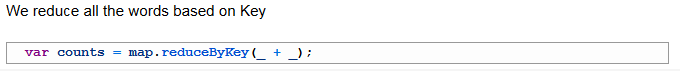 We reduce all the words based on Key
var counts = map.reduceByKey(_ + _);